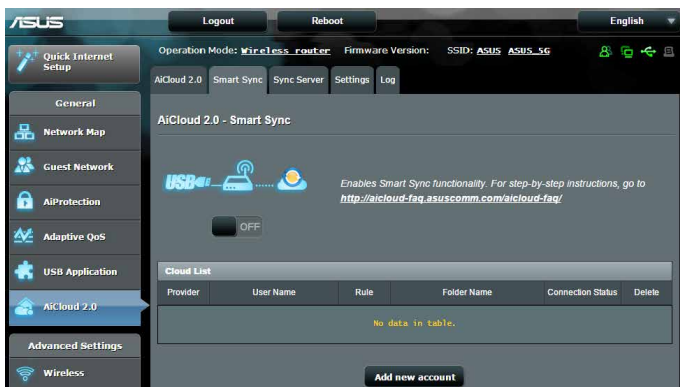 ASUS
Logout
Reboot
English
Quick Internet Setup
Operation Mode: Wireless router Firmware Version: SSID: ASUS ASUS_5G
AiCloud 2.0
Smart Sync
Sync Server
Settings
Log
General
Network Map
Guest Network
AiProtection
Adaptive QoS
USB Application
AiCloud 2.0
Advanced Settings
Wireless
AiCloud 2.0 - Smart Sync
USB
Enables Smart Sync functionality. For step-by-step instructions, go to
http://aicloud-faq.asuscomm.com/aicloud-faq/
OFF
Cloud List
Provider User Name Rule Folder Name Connection Status Delete
No data in table.
Add new account